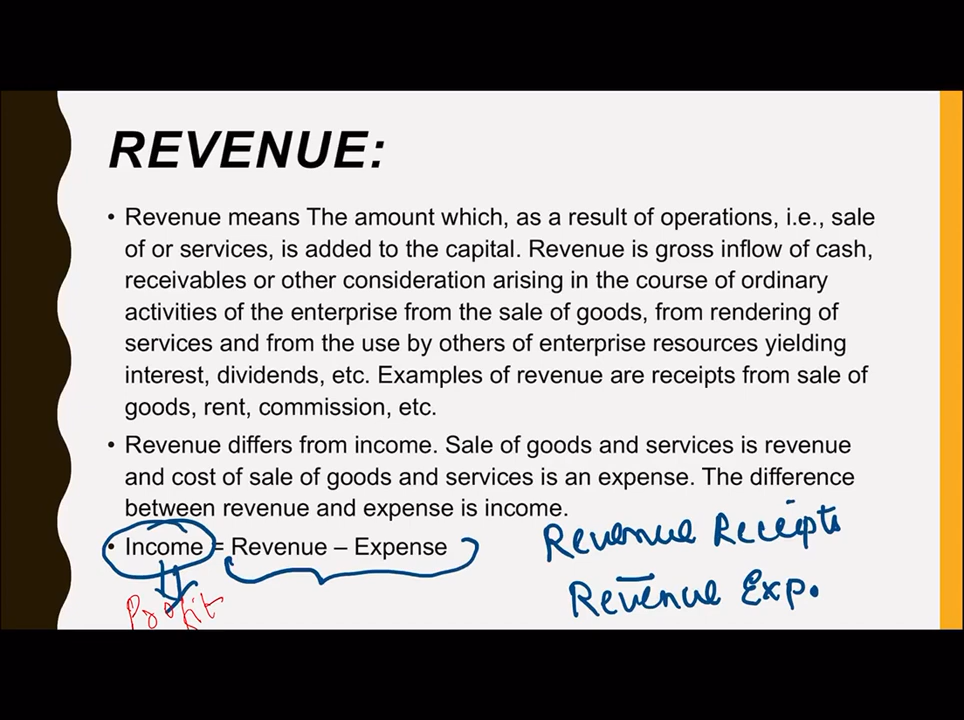 REVENUE:
• Revenue means The amount which, as a result of operations, i.e., sale
of or services, is added to the capital. Revenue is gross inflow of cash,
receivables or other consideration arising in the course of ordinary
activities of the enterprise from the sale of goods, from rendering of
services and from the use by others of enterprise resources yielding
interest, dividends, etc. Examples of revenue are receipts from sale of
goods, rent, commission, etc.
• Revenue differs from income. Sale of goods and services is revenue
and cost of sale of goods and services is an expense. The difference
between revenue and expense is income.
• Income = Revenue – Expense
Revenue Receipts
Revenue Exp.
Profit